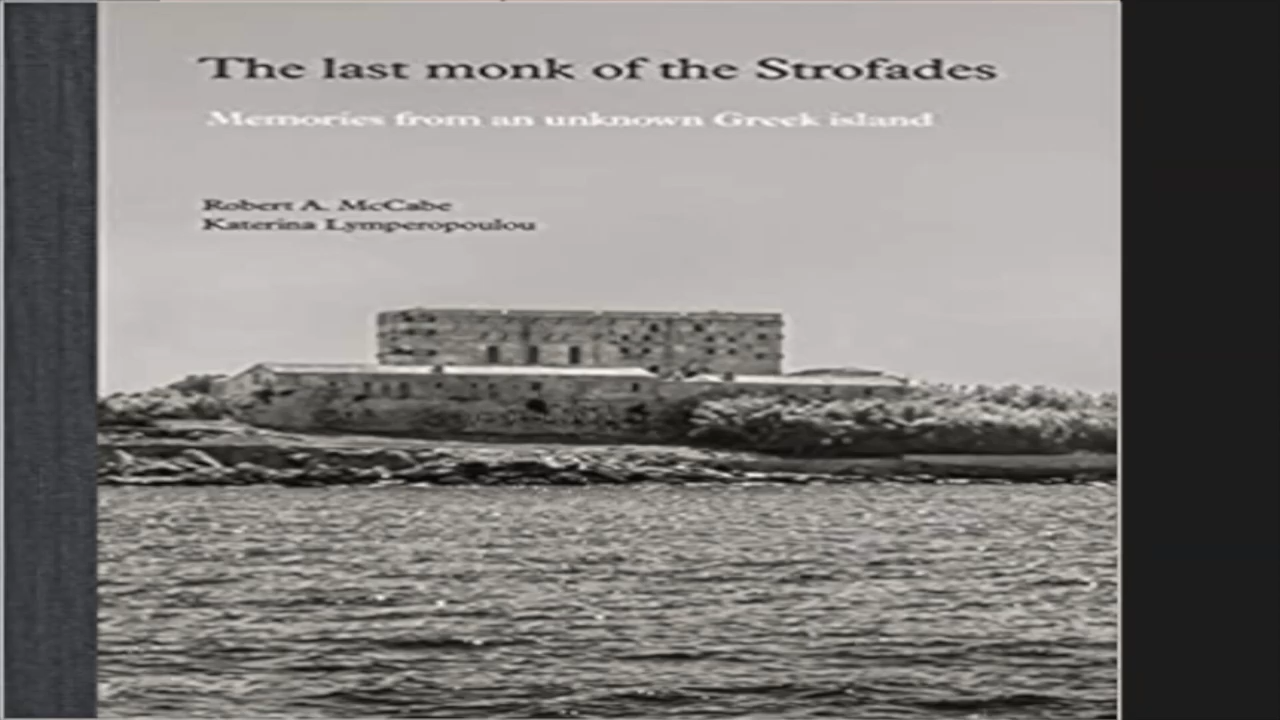 The last monk of the Strofades
Memories from an unknown Greek island
Robert A. McCabe
Katerina Lymperopoulou